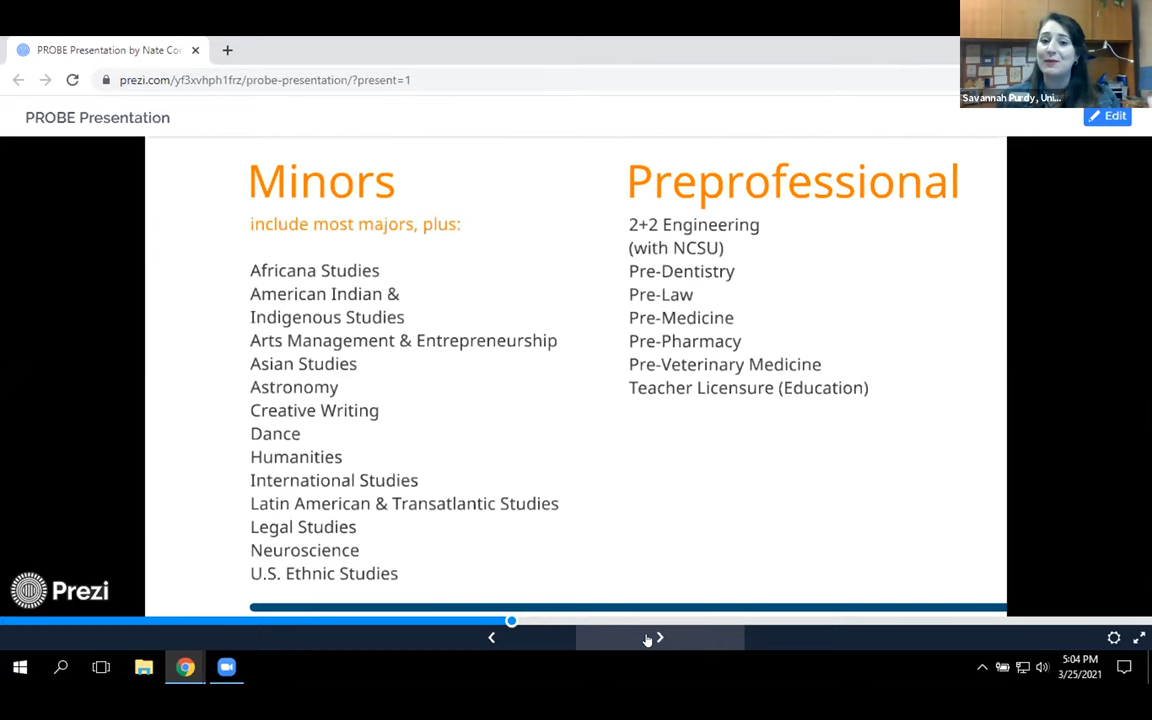 PROBE Presentation by Nate Co
prezi.com/yf3xvhph1frz/probe-presentation/?present=1
Savannah Purdy, Uni...
PROBE Presentation
Edit
Minors
include most majors, plus:
Africana Studies
American Indian &
Indigenous Studies
Arts Management & Entrepreneurship
Asian Studies
Astronomy
Creative Writing
Dance
Humanities
International Studies
Latin American & Transatlantic Studies
Legal Studies
Neuroscience
U.S. Ethnic Studies
Preprofessional
2+2 Engineering
(with NCSU)
Pre-Dentistry
Pre-Law
Pre-Medicine
Pre-Pharmacy
Pre-Veterinary Medicine
Teacher Licensure (Education)
Prezi
5:04 PM
3/25/2021